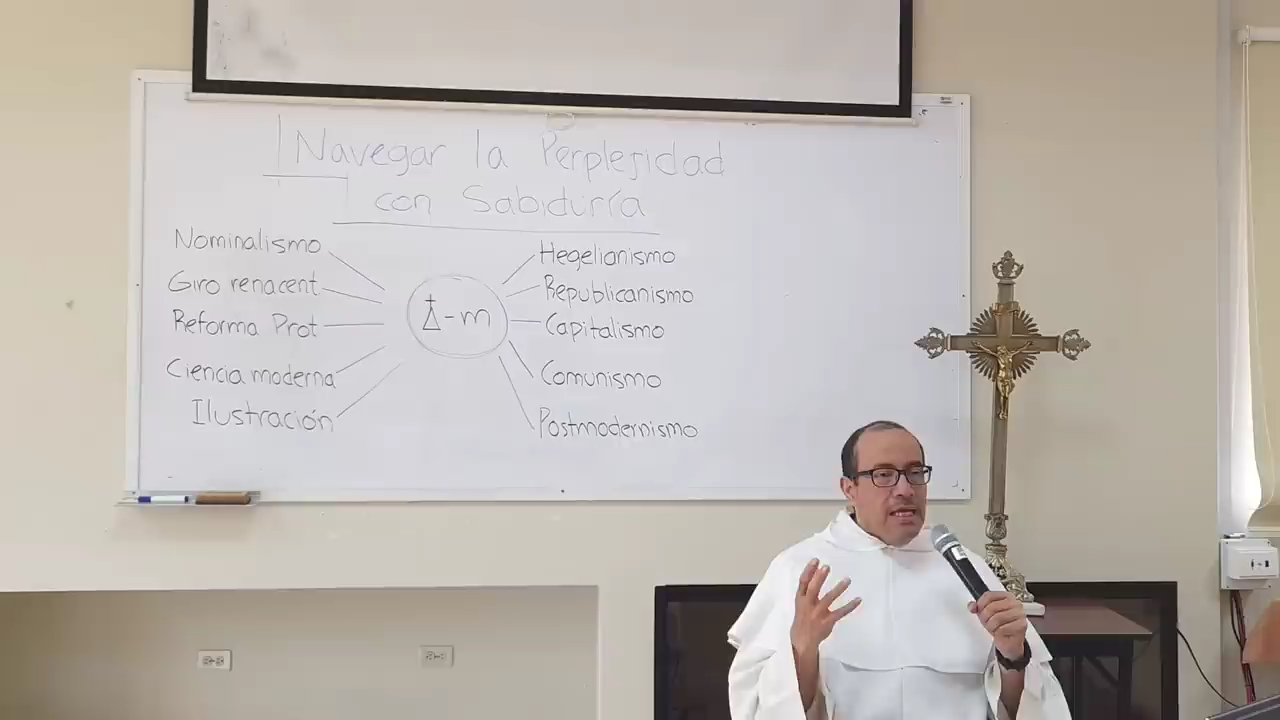 Navegar la Perplejidad
con Sabiduría
Nominalismo
Giro renacent.
Reforma Prot
Ciencia moderna
Ilustración
Δ-m
Hegelianismo
Republicanismo
Capitalismo
Comunismo
Postmodernismo